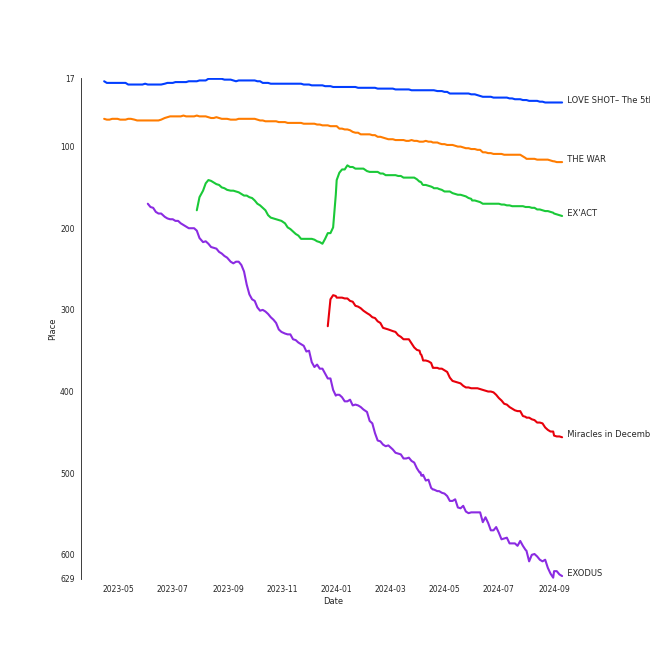 17
LOVE SHOT– The 5th
100
THE WAR
200
EX'ACT
300
400
Miracles in Decemb
500
600
EXODUS
629
2023-05 2023-07 2023-09 2023-11 2024-01 2024-03 2024-05 2024-07 2024-09
Date
Place